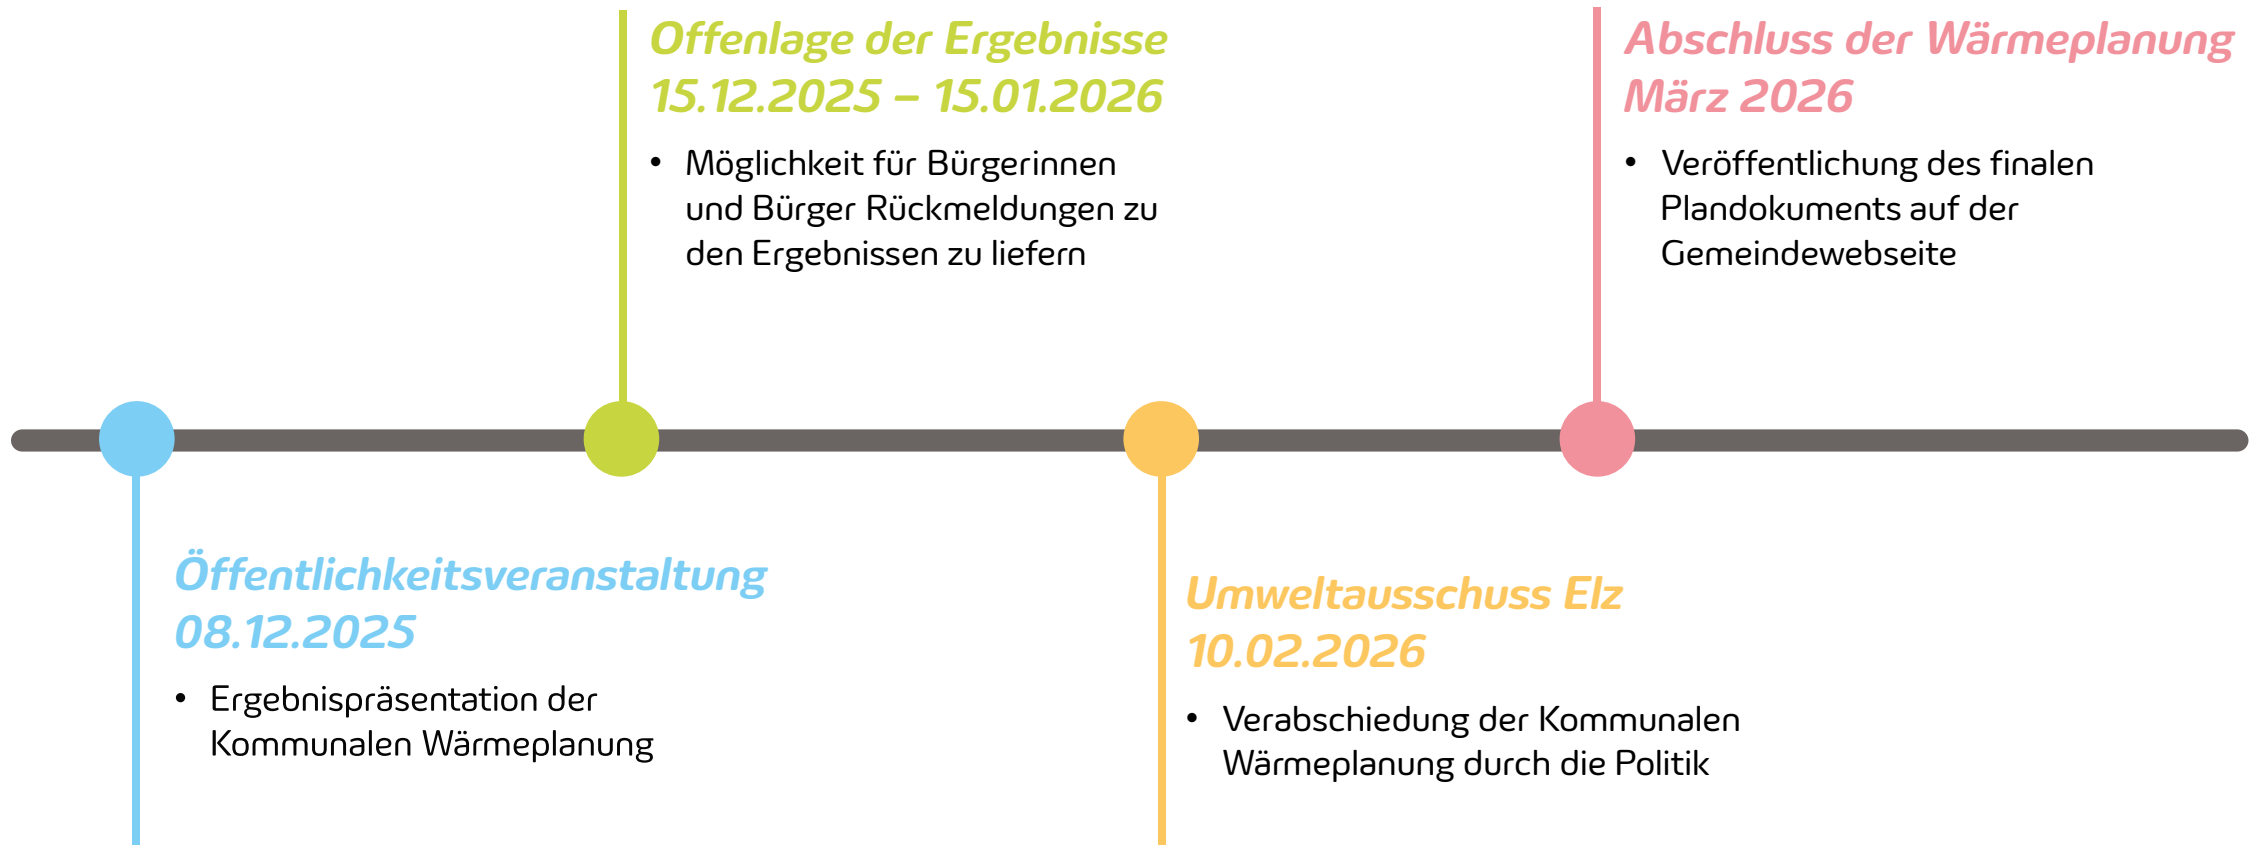 Offenlage der Ergebnisse
15.12.2025 – 15.01.2026
• Möglichkeit für Bürgerinnen
und Bürger Rückmeldungen zu
den Ergebnissen zu liefern
Abschluss der Wärmeplanung
März 2026
• Veröffentlichung des finalen
Plandokuments auf der
Gemeindewebseite
Öffentlichkeitsveranstaltung
08.12.2025
• Ergebnispräsentation der
Kommunalen Wärmeplanung
Umweltausschuss Elz
10.02.2026
• Verabschiedung der Kommunalen
Wärmeplanung durch die Politik